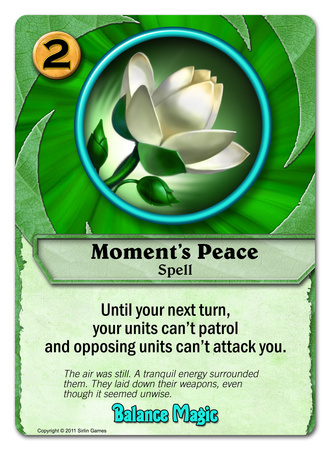 2
Moment's Peace
Spell
Until your next turn,
your units can't patrol
and opposing units can't attack you.
The air was still. A tranquil energy surrounded
them. They laid down their weapons, even
though it seemed unwise.
Balance Magic
Copyright © 2011 Sirlin Games